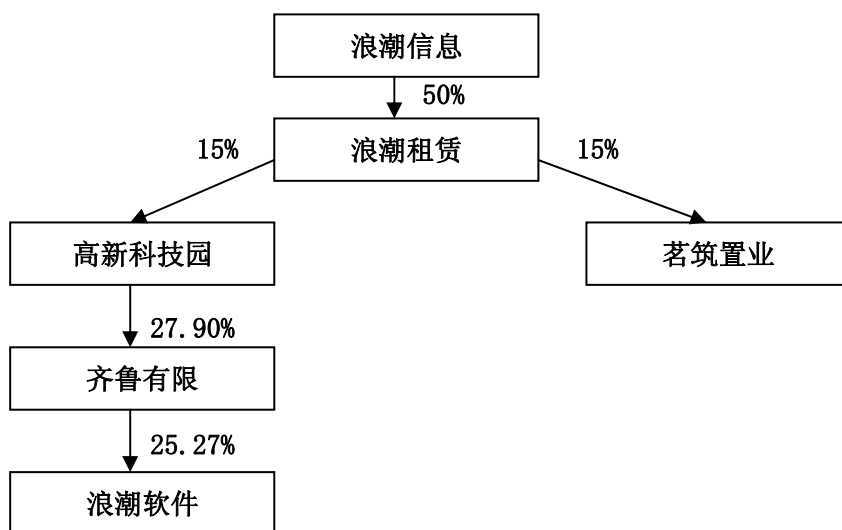 浪潮信息
50%
浪潮租赁
15%
15%
高新科技园
茗筑置业
27.90%
齐鲁有限
25.27%
浪潮软件